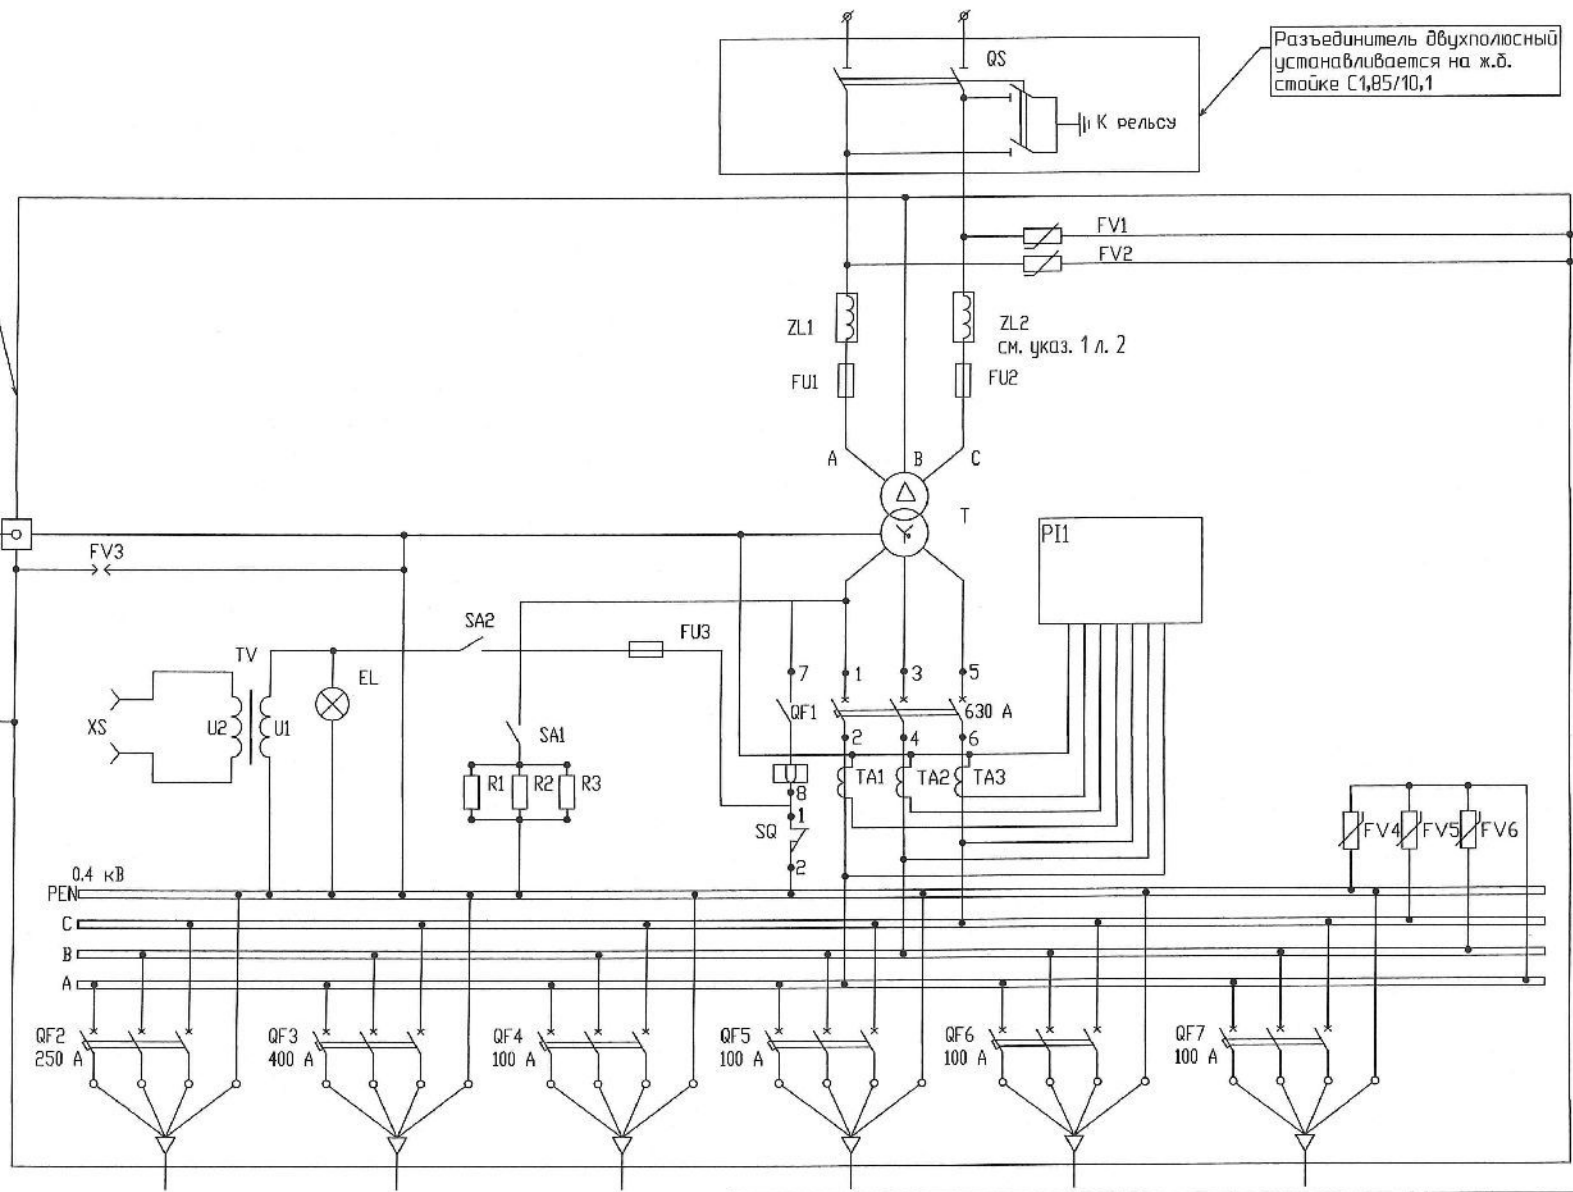 QS
Разъединитель двухполюсный
устанавливается на ж.б.
стойке С1,85/10,1
К рельсу
FV1
FV2
ZL1
ZL2
см. указ. 1 л. 2
FU1
FU2
A
B
C
T
PI1
FV3
SA2
FU3
TV
EL
7
1
3
5
XS
U2
U1
SA1
QF1
630 А
2
4
6
R1
R2
R3
TA1
TA2
TA3
8
1
SQ
2
FV4
FV5
FV6
0.4 кВ
PEN
C
B
A
QF2
250 А
QF3
400 А
QF4
100 А
QF5
100 А
QF6
100 А
QF7
100 А